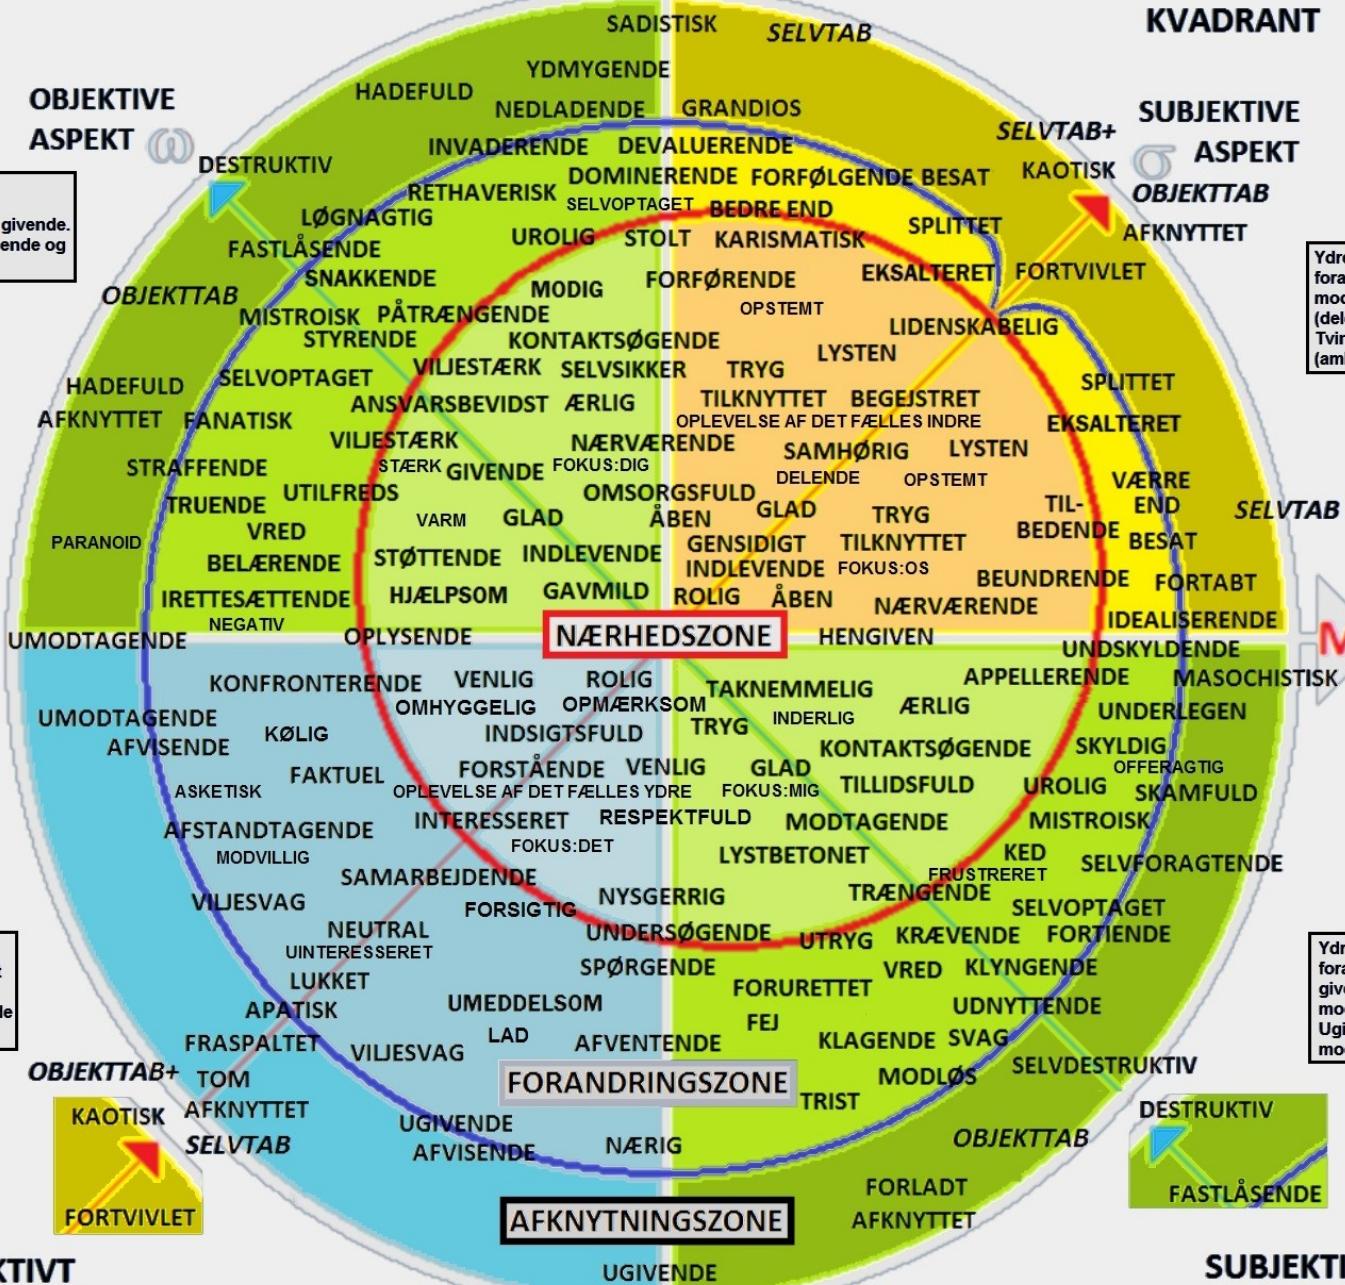 KVADRANT
SADISTISK
SELVTAB
YDMYGENDE
HADEFULD
OBJEKTIVE
ASPEKT ω
NEDLADENDE GRANDIOS
SUBJEKTIVE
σ ASPEKT
SELVTAB+
INVADERENDE DEVALUERENDE
DESTRUKTIV
KAOTISK
DOMINERENDE FORFØLGENDE BESAT
RETHAVERISK
OBJEKTTAB
SELVOPTAGET BEDRE END
LØGNAGTIG
SPLITTET
AFKNYTTET
givende.
ende og
FASTLÅSENDE
UROLIG STOLT KARISMATISK
SNAKKENDE
FORFØRENDE
EKSALTERET FORTVIVLET
MODIG
OBJEKTTAB
OPSTEMT
MISTROISK PÅTRÆNGENDE
STYRENDE
KONTAKTSØGENDE
LIDENSKABELIG
LYSTEN
VILJESTÆRK SELVSIKKER TRYG
HADEFULD SELVOPTAGET
SPLITTET
ANSVARSBEVIDST ÆRLIG
TILKNYTTET BEGEJSTRET
AFKNYTTET FANATISK
OPLEVELSE AF DET FÆLLES INDRE
EKSALTERET
VILJESTÆRK
NÆRVÆRENDE
SAMHØRIG LYSTEN
STRAFFENDE
STÆRK GIVENDE FOKUS:DIG
DELENDE OPSTEMT
VÆRRE
END
UTILFREDS
OMSORGSFULD
TRUENDE
TIL-
BEDENDE
SELVTAB
VARM GLAD ÅBEN GLAD TRYG
VRED
PARANOID
GENSIDIGT TILKNYTTET
BESAT
BELÆRENDE STØTTENDE INDLEVENDE
INDLEVENDE FOKUS:OS
BEUNDRENDE FORTABT
IRETTESÆTTENDE HJÆLPSOM GAVMILD ROLIG ÅBEN NÆRVÆRENDE
NEGATIV
IDEALISERENDE
UMODTAGENDE OPLYSENDE NÆRHEDSZONE HENGIVEN
M
UNDSKYLDENDE
KONFRONTERENDE VENLIG ROLIG
TAKNEMMELIG APPELLERENDE MASOCHISTISK
OMHYGGELIG OPMÆRKSOM
INDERLIG ÆRLIG UNDERLEGEN
UMODTAGENDE
AFVISENDE
KØLIG INDSIGTSFULD TRYG
KONTAKTSØGENDE SKYLDIG
FAKTUEL FORSTÅENDE VENLIG GLAD
OFFERAGTIG
ASKETISK OPLEVELSE AF DET FÆLLES YDRE FOKUS:MIG TILLIDSFULD UROLIG SKAMFULD
AFSTANDTAGENDE INTERESSERET RESPEKTFULD MODTAGENDE MISTROISK
MODVILLIG
FOKUS:DET
LYSTBETONET KED SELVFORAGTENDE
FRUSTRERET
SAMARBEJDENDE
NYSGERRIG TRÆNGENDE
VILJESVAG
FORSIGTIG
SELVOPTAGET
NEUTRAL
UNDERSØGENDE UTRYG KRÆVENDE FORTIENDE
UINTERESSERET
LUKKET
SPØRGENDE
VRED KLYNGENDE
FORURETTET
APATISK UMEDDELSOM
UDNYTTENDE
FEJ
FRASPALTET
LAD
VILJESVAG
AFVENTENDE
KLAGENDE SVAG
OBJEKTTAB+
TOM
FORANDRINGSZONE
MODLØS SELVDESTRUKTIV
KAOTISK
AFKNYTTET
TRIST
DESTRUKTIV
UGIVENDE
AFVISENDE
SELVTAB
NÆRIG
OBJEKTTAB
FORTVIVLET
AFKNYTNINGSZONE
FORLADT
AFKNYTTET
FASTLÅSENDE
KTIVT
UGIVENDE
SUBJEKTI